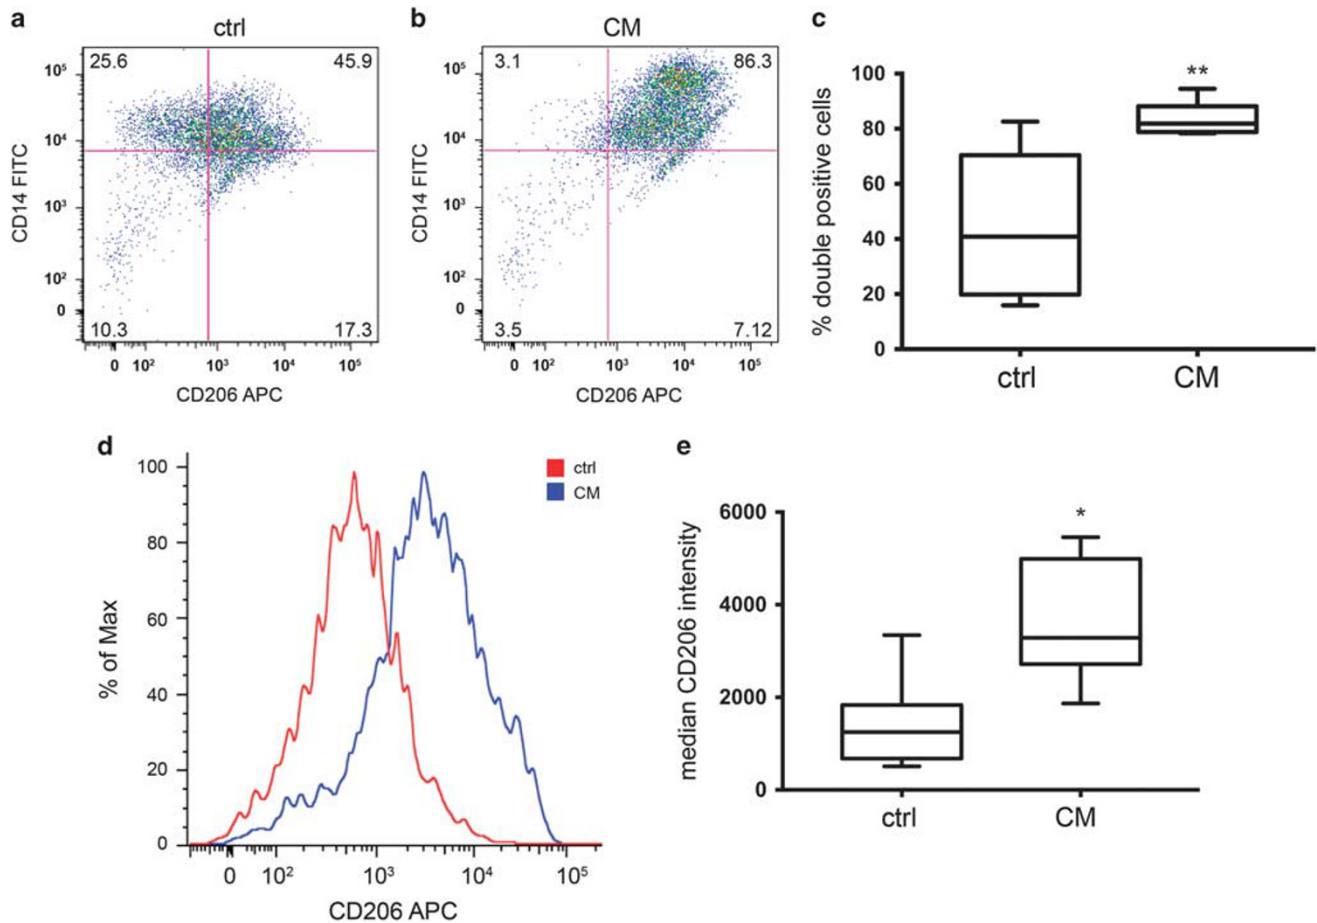 a
ctrl
25.6
45.9
10.3
17.3
10⁵
10⁴
10³
10²
0
CD14 FITC
0 10² 10³ 10⁴ 10⁵
CD206 APC
b
CM
3.1
86.3
3.5
7.12
10⁵
10⁴
10³
10²
0
CD14 FITC
0 10² 10³ 10⁴ 10⁵
CD206 APC
c
% double positive cells
100
80
60
40
20
0
**
ctrl
CM
d
% of Max
100
80
60
40
20
0
ctrl
CM
0 10² 10³ 10⁴ 10⁵
CD206 APC
e
median CD206 intensity
6000
4000
2000
0
*
ctrl
CM